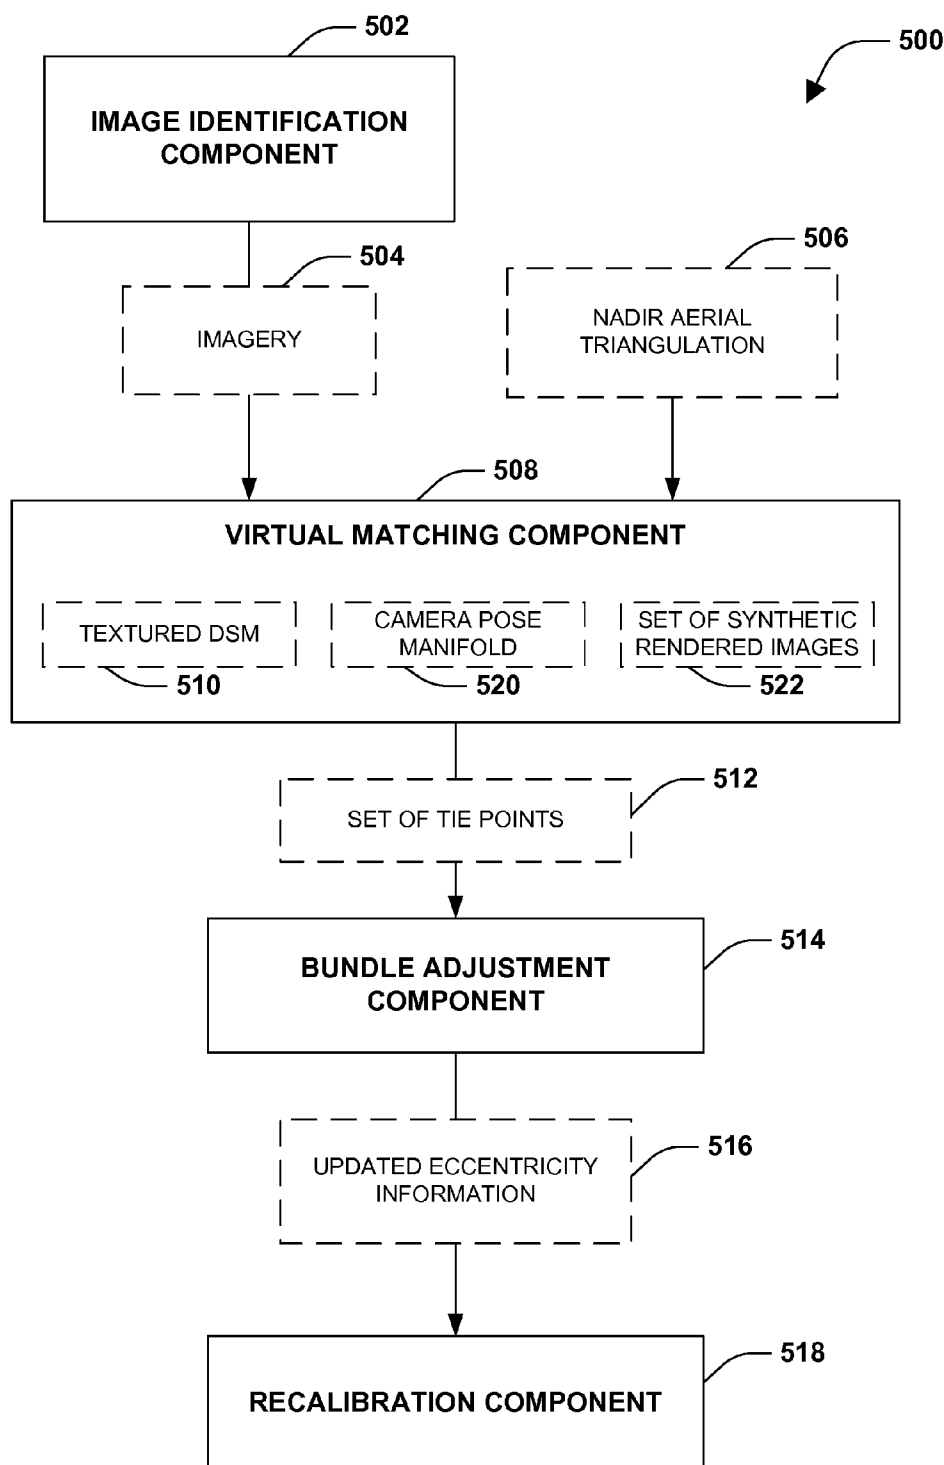 502
500
IMAGE IDENTIFICATION
COMPONENT
504
506
IMAGERY
NADIR AERIAL
TRIANGULATION
508
VIRTUAL MATCHING COMPONENT
TEXTURED DSM
CAMERA POSE
MANIFOLD
SET OF SYNTHETIC
RENDERED IMAGES
510
520
522
512
SET OF TIE POINTS
514
BUNDLE ADJUSTMENT
COMPONENT
516
UPDATED ECCENTRICITY
INFORMATION
518
RECALIBRATION COMPONENT